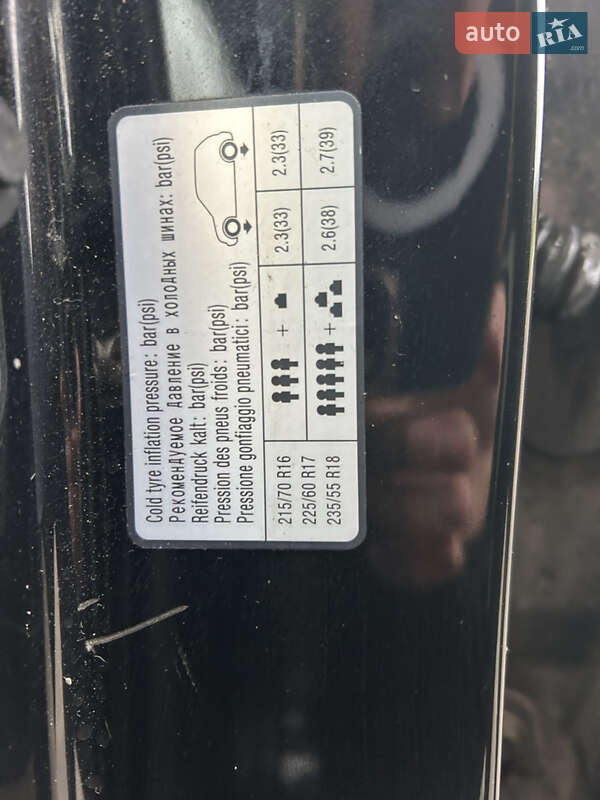 auto RIA.com
Cold tyre inflation pressure: bar(psi)
Рекомендуемое давление в холодных шинах: bar(psi)
Reifendruck kalt: bar(psi)
Pression des pneus froids: bar(psi)
Pressione gonfiaggio pneumatici: bar(psi)
215/70 R16
225/60 R17
235/55 R18
+ 2.3(33) 2.3(33)
+ 2.6(38) 2.7(39)